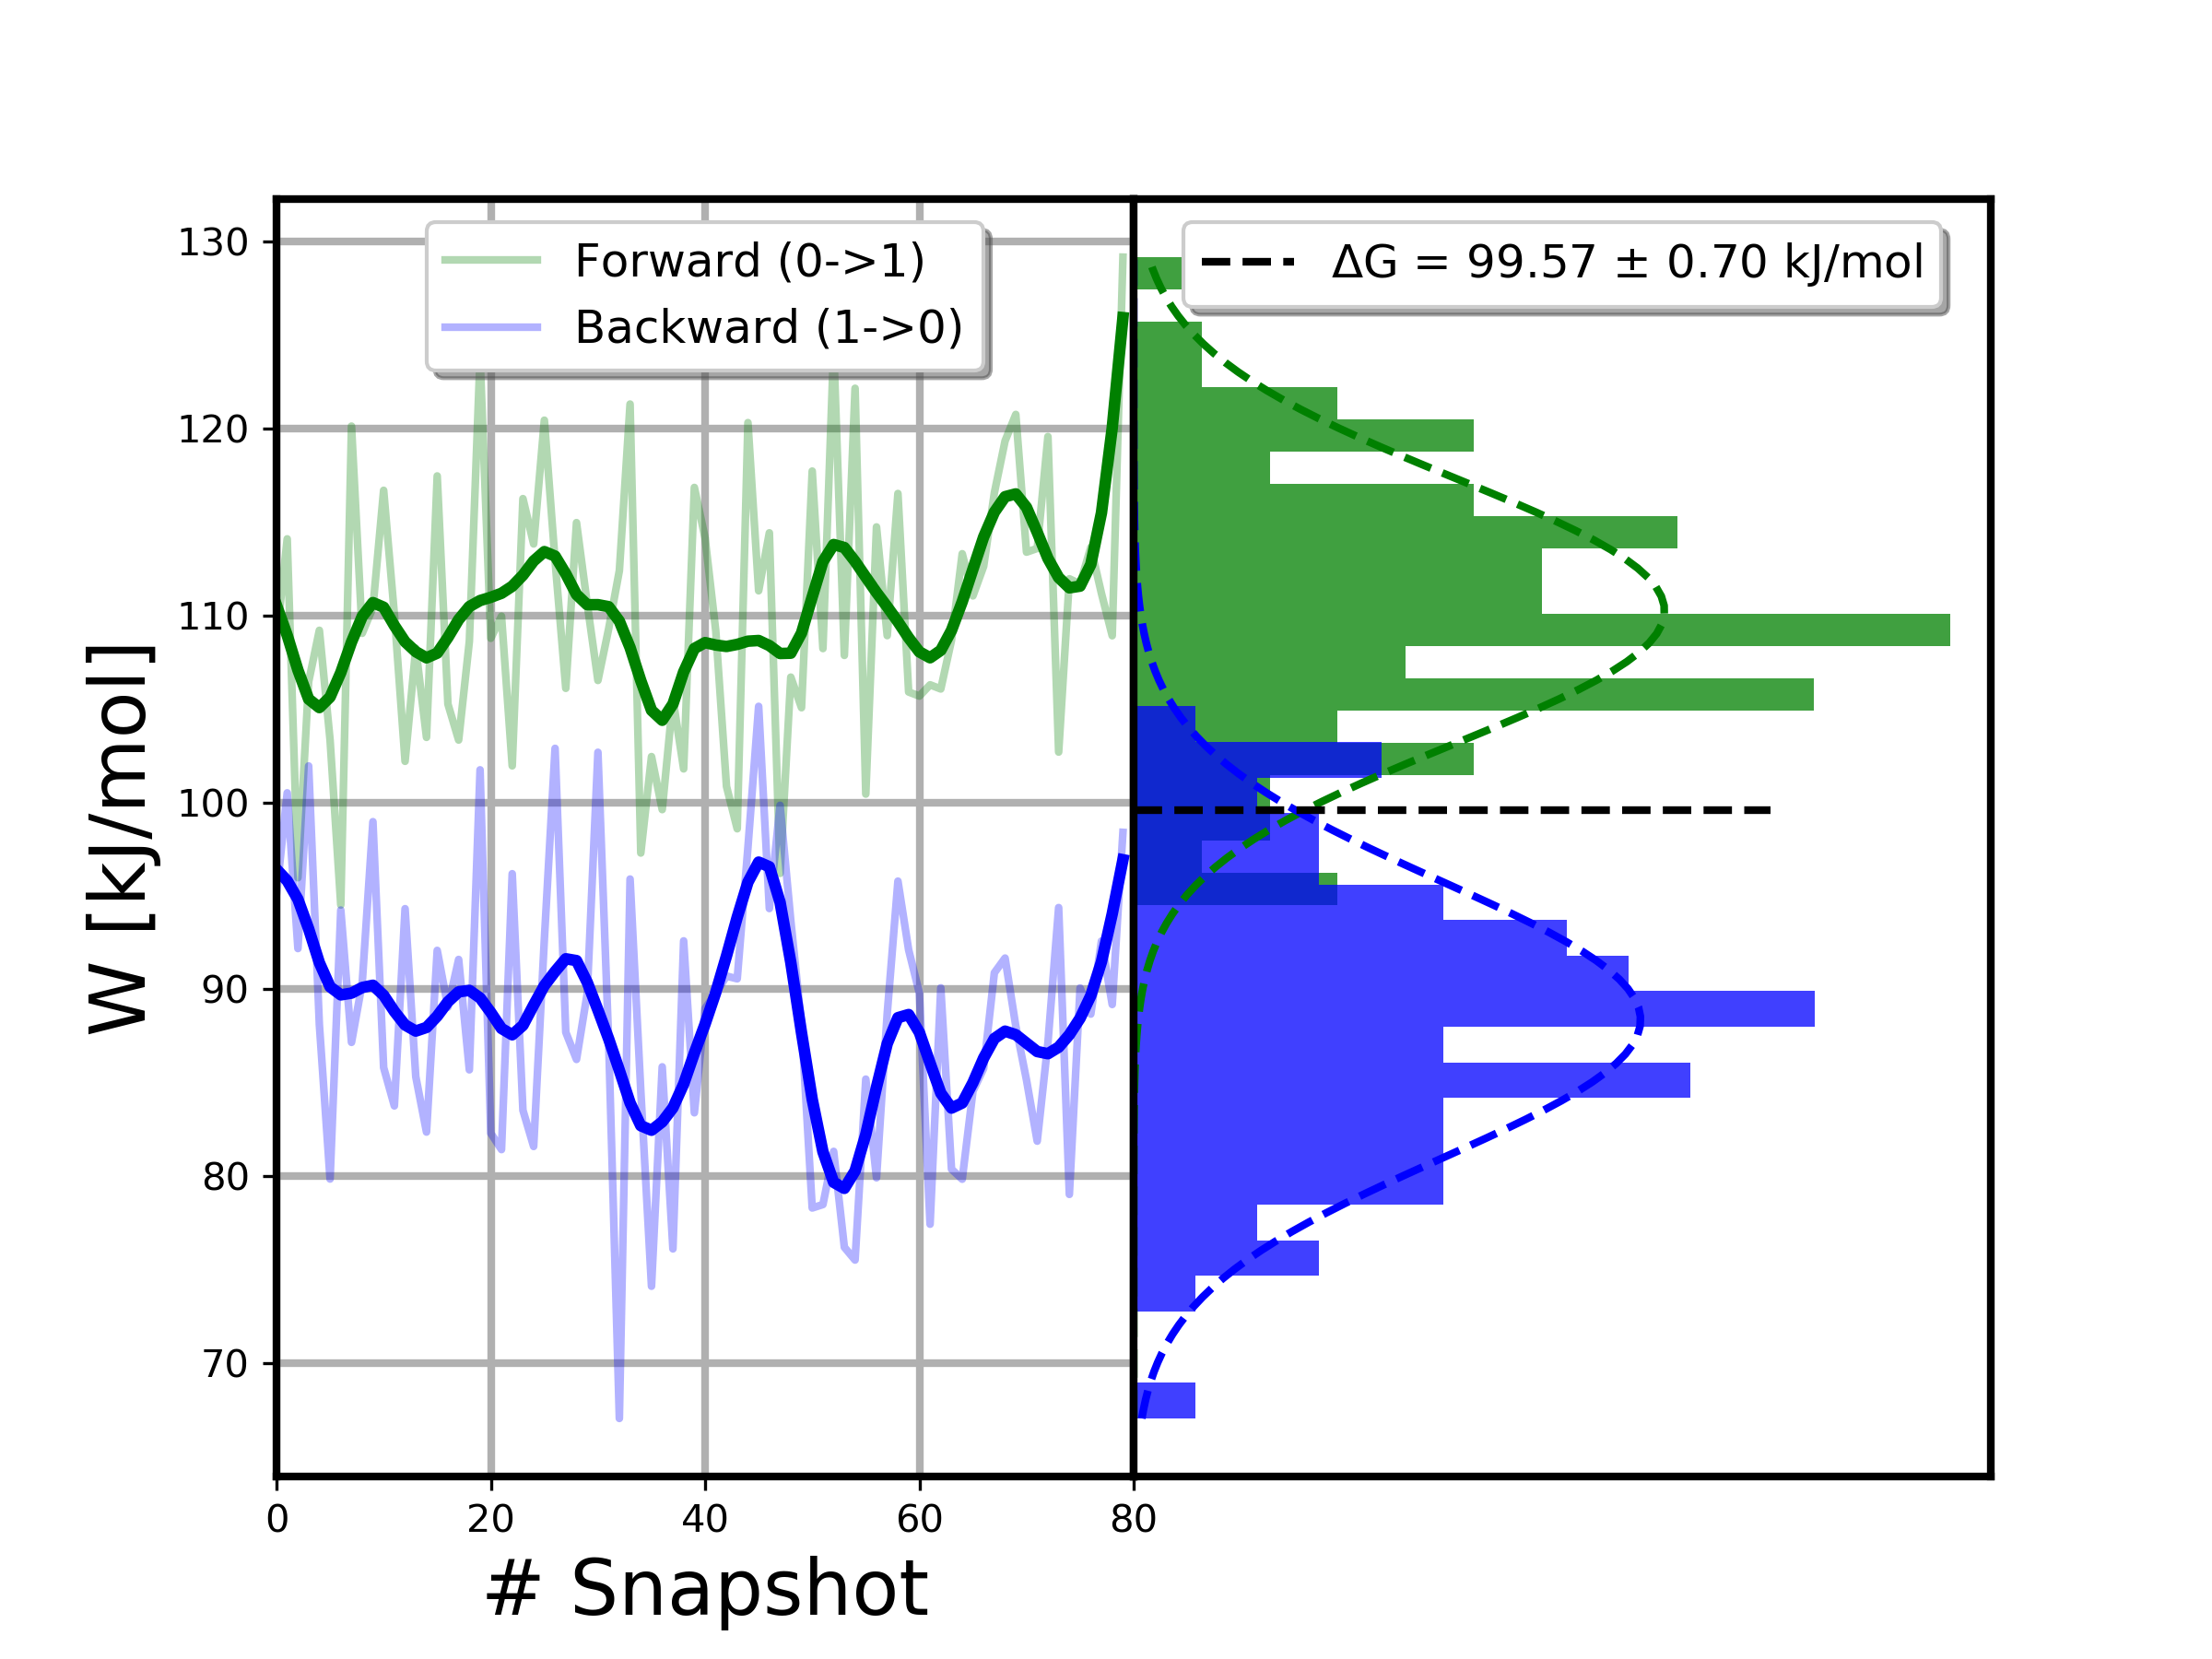 Forward (0->1)
Backward (1->0)
ΔG = 99.57 ± 0.70 kJ/mol
W [kJ/mol]
130
120
110
100
90
80
70
0 20 40 60 80
# Snapshot